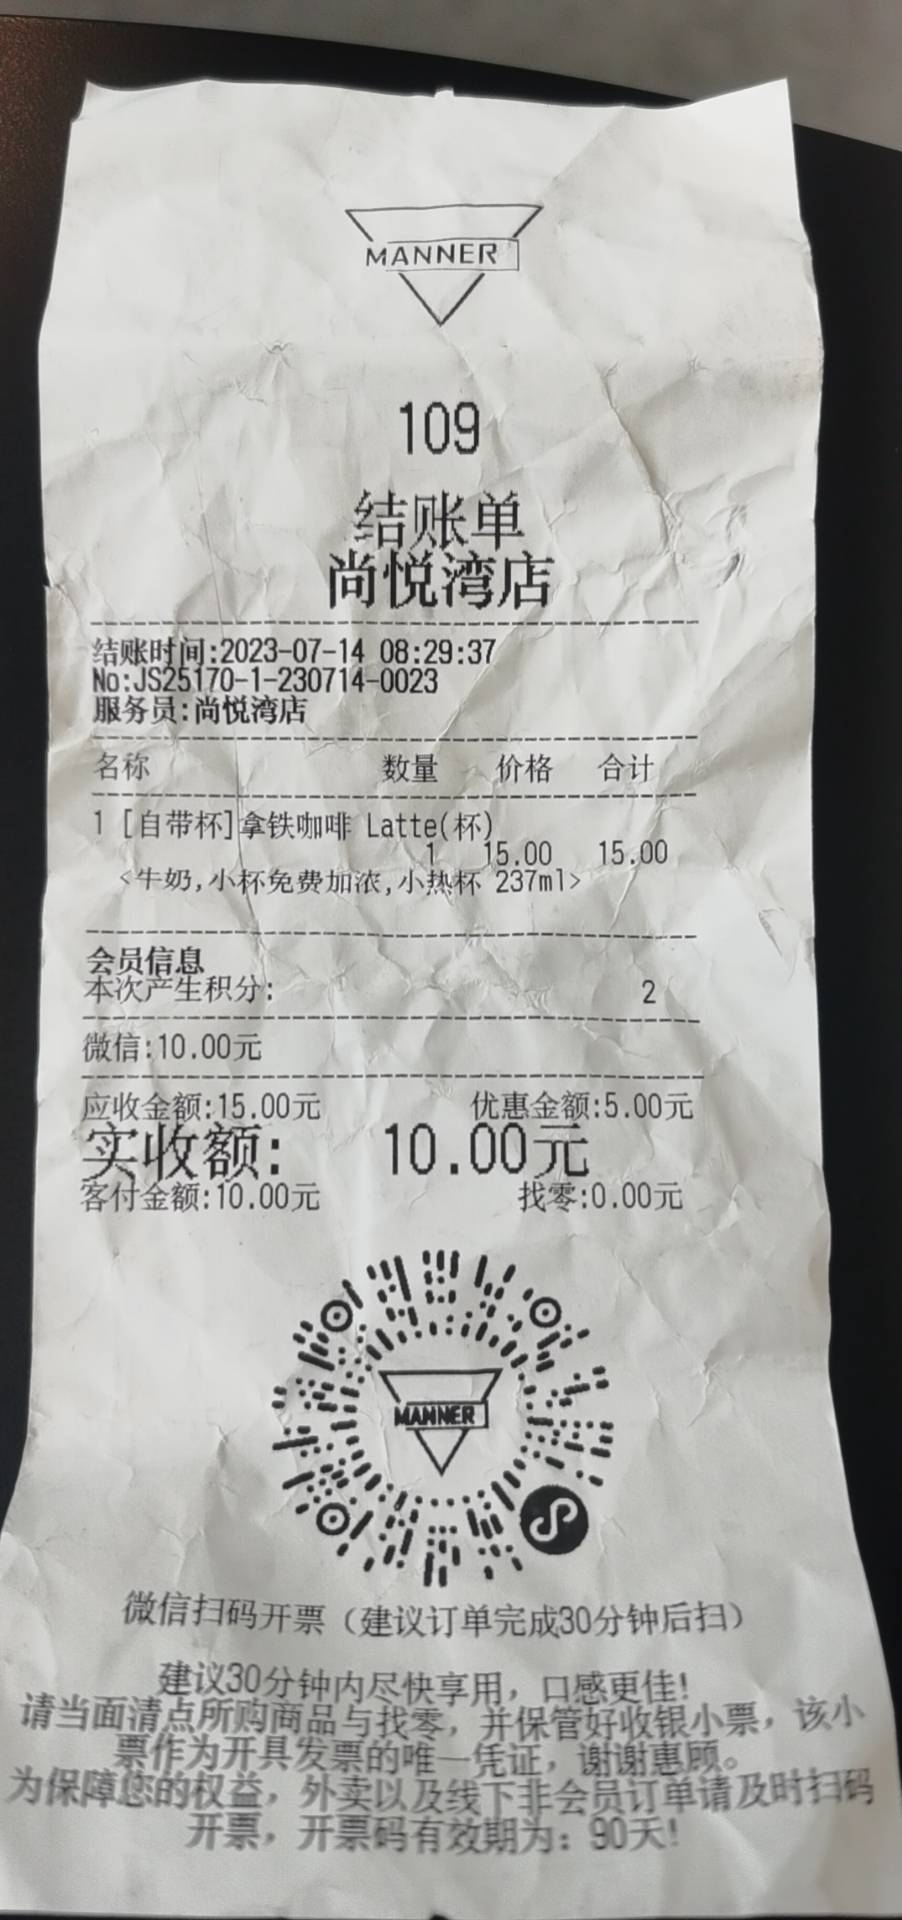 MANNER
109
结账单
尚悦湾店
结账时间:2023-07-14 08:29:37
No:JS25170-1-230714-0023
服务员:尚悦湾店
名称 数量 价格 合计
1 [自带杯]拿铁咖啡 Latte(杯)
1 15.00 15.00
<牛奶,小杯免费加浓,小热杯 237ml>
会员信息
本次产生积分: 2
微信:10.00元
应收金额:15.00元 优惠金额:5.00元
实收额: 10.00元
客付金额:10.00元 找零:0.00元
MANNER
微信扫码开票（建议订单完成30分钟后扫）
建议30分钟内尽快享用，口感更佳!
请当面清点所购商品与找零，并保管好收银小票，该小
票作为开具发票的唯一凭证，谢谢惠顾。
为保障您的权益，外卖以及线下非会员订单请及时扫码
开票，开票码有效期为：90天!